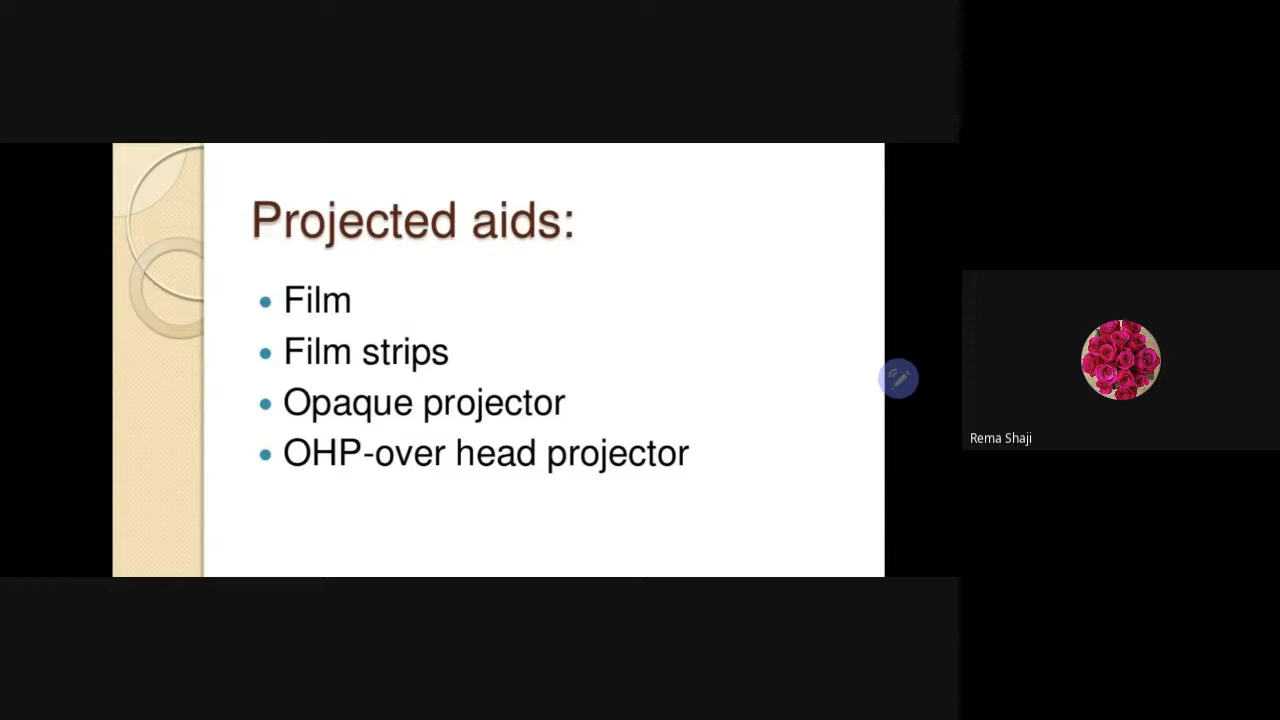 Projected aids:
Film
Film strips
Opaque projector
OHP-over head projector
Rema Shaji